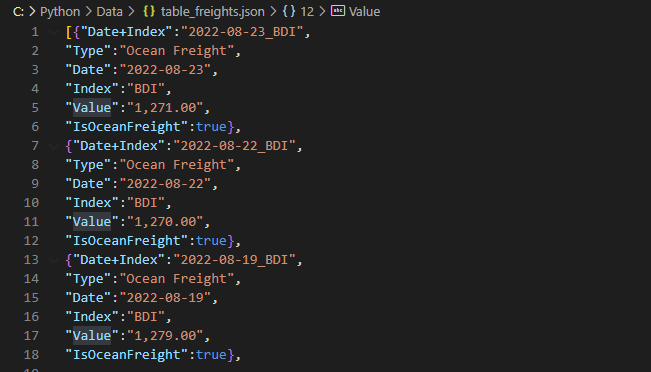 C: > Python > Data > {} table_freights.json > {} 12 > abc Value
1 [{"Date+Index":"2022-08-23_BDI",
2 "Type":"Ocean Freight",
3 "Date":"2022-08-23",
4 "Index":"BDI",
5 "Value":"1,271.00",
6 "IsOceanFreight":true},
7 {"Date+Index":"2022-08-22_BDI",
8 "Type":"Ocean Freight",
9 "Date":"2022-08-22",
10 "Index":"BDI",
11 "Value":"1,270.00",
12 "IsOceanFreight":true},
13 {"Date+Index":"2022-08-19_BDI",
14 "Type":"Ocean Freight",
15 "Date":"2022-08-19",
16 "Index":"BDI",
17 "Value":"1,279.00",
18 "IsOceanFreight":true},